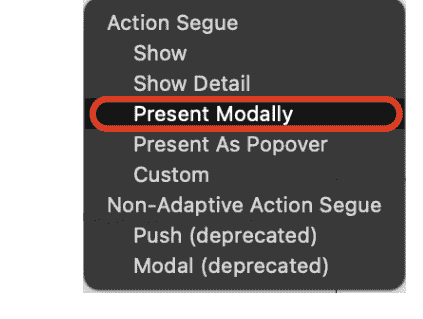 Action Segue
Show
Show Detail
Present Modally
Present As Popover
Custom
Non-Adaptive Action Segue
Push (deprecated)
Modal (deprecated)